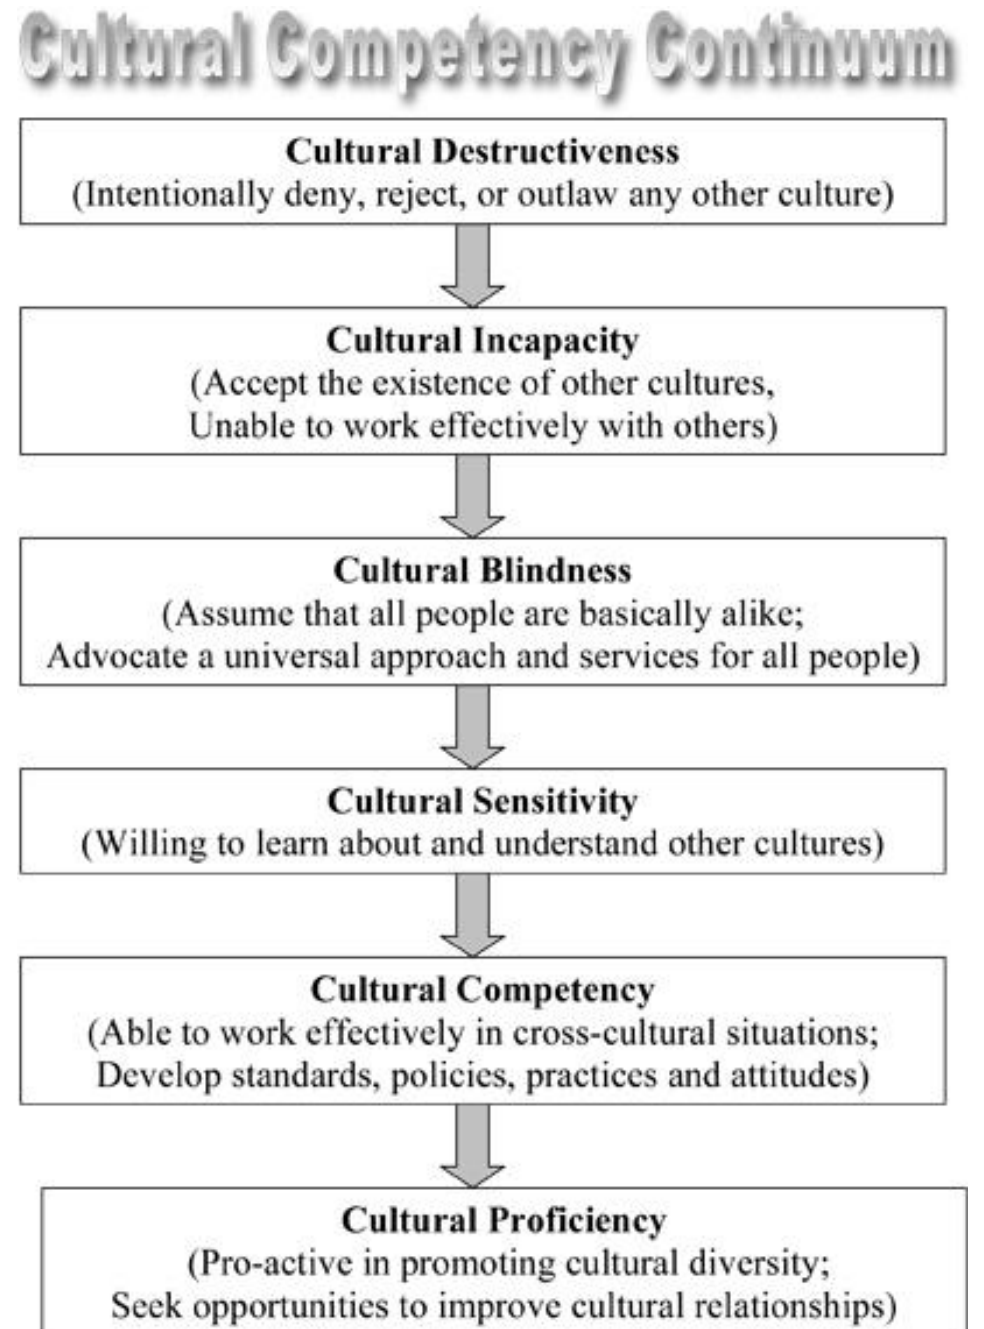 Cultural Competency Continuum
Cultural Destructiveness
(Intentionally deny, reject, or outlaw any other culture)
Cultural Incapacity
(Accept the existence of other cultures,
Unable to work effectively with others)
Cultural Blindness
(Assume that all people are basically alike;
Advocate a universal approach and services for all people)
Cultural Sensitivity
(Willing to learn about and understand other cultures)
Cultural Competency
(Able to work effectively in cross-cultural situations;
Develop standards, policies, practices and attitudes)
Cultural Proficiency
(Pro-active in promoting cultural diversity;
Seek opportunities to improve cultural relationships)